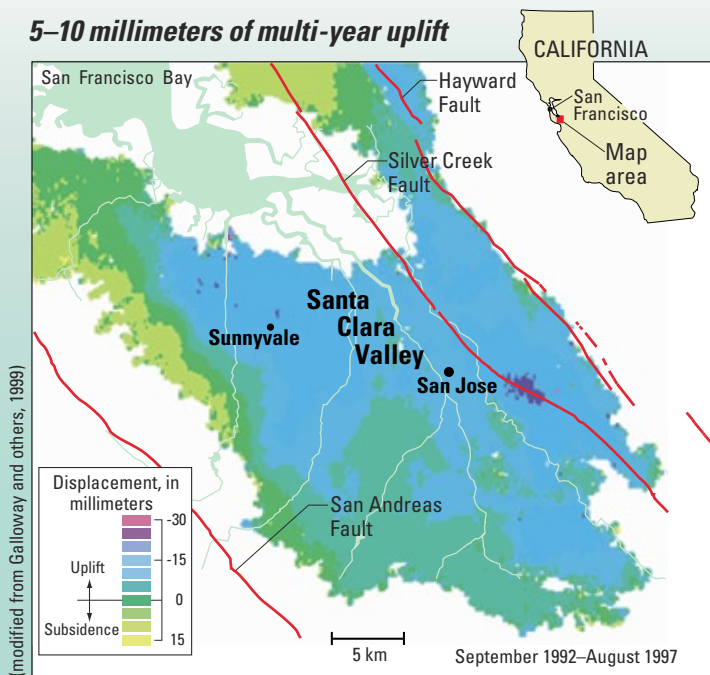 5–10 millimeters of multi-year uplift
CALIFORNIA
San
Francisco
Map
area
San Francisco Bay
Hayward
Fault
Silver Creek
Fault
Santa
Clara
Valley
Sunnyvale
San Jose
(modified from Galloway and others, 1999)
Displacement, in
millimeters
-30
-15
Uplift
0
Subsidence
15
San Andreas
Fault
5 km
September 1992–August 1997